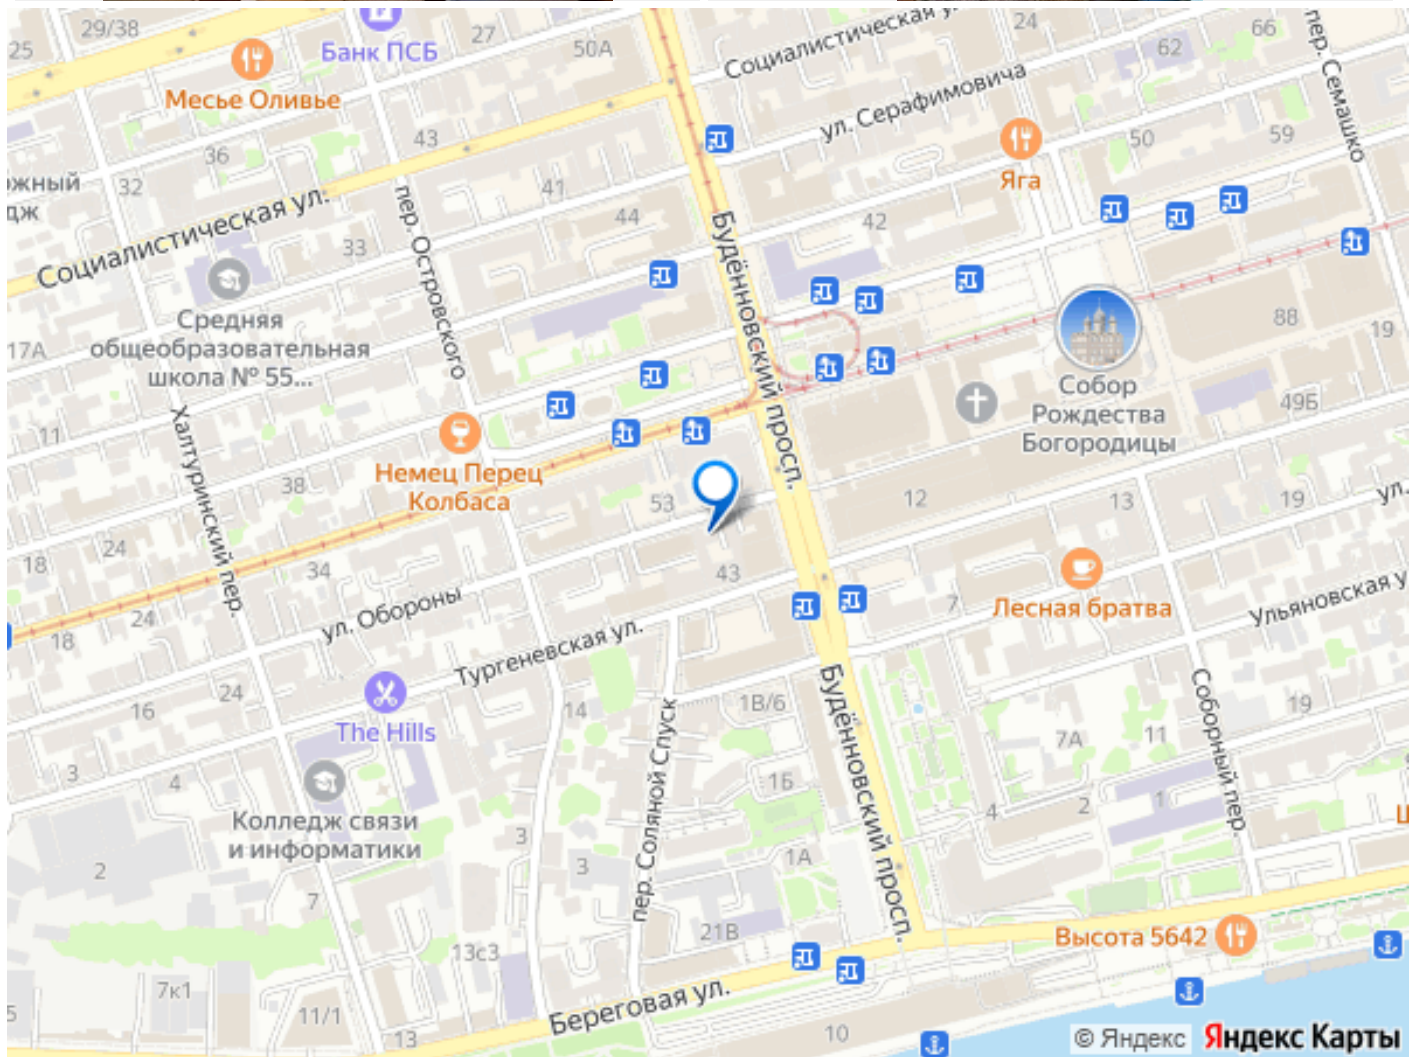 29/38
25
Банк ПСБ
27
50А
Социалистическая у
24
62
66
пер. Семашко
Месье Оливье
ул. Серафимовича
50
59
43
36
32
41
Яга
жный
дж
пер. Островского
44
42
Социалистическая ул.
33
Будённовский просп.
Средняя
общеобразовательная
школа № 55...
17А
88
19
Собор
Рождества
Богородицы
49Б
11
Халтуринский пер.
Немец Перец
Колбаса
38
53
12
13
19
ул.
24
18
34
43
ул. Обороны
24
18
7
Лесная братва
Ульяновская у
Тургеневская ул.
24
16
The Hills
14
пер. Соляной Спуск
1В/6
Будённовский просп.
Соборный пер.
19
7А
11
3
4
1Б
4
2
1
Колледж связи
и информатики
3
3
1А
2
7
21В
13с3
Высота 5642
7к1
Береговая ул.
5
11/1
13
10
© Яндекс
Яндекс Карты